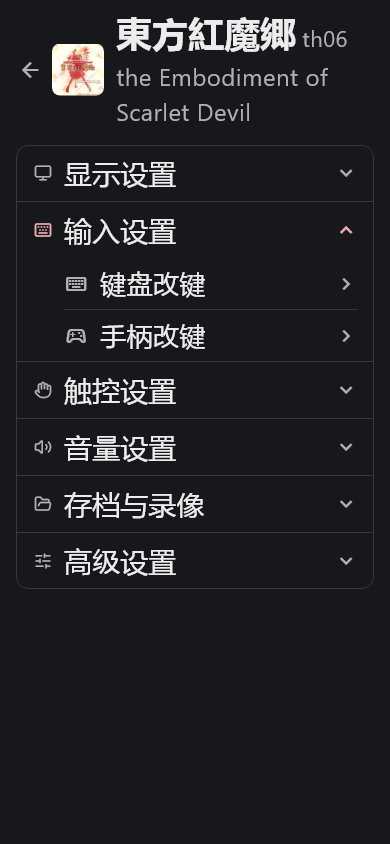 東方紅魔郷 th06
the Embodiment of
Scarlet Devil
显示设置
输入设置
键盘改键
手柄改键
触控设置
音量设置
存档与录像
高级设置